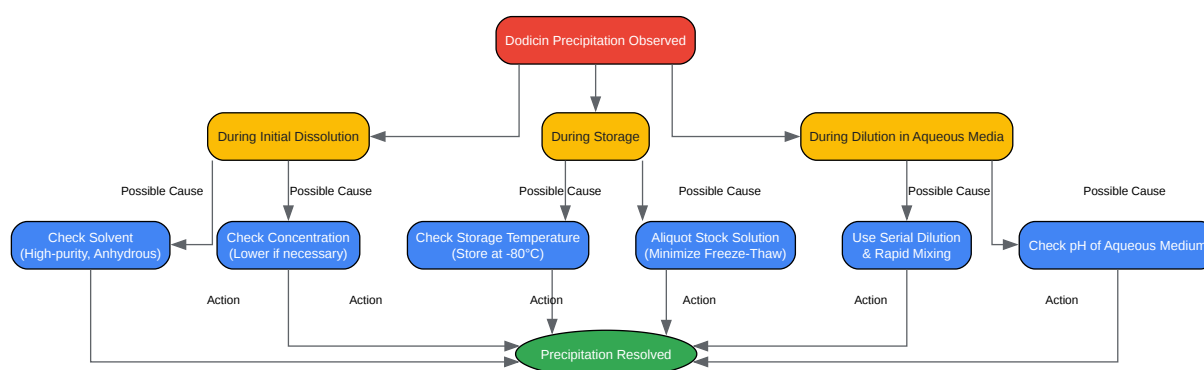 Dodicin Precipitation Observed
During Initial Dissolution
During Storage
During Dilution in Aqueous Media
Possible Cause
Possible Cause
Possible Cause
Possible Cause
Possible Cause
Possible Cause
Check Solvent
(High-purity, Anhydrous)
Check Concentration
(Lower if necessary)
Check Storage Temperature
(Store at -80°C)
Aliquot Stock Solution
(Minimize Freeze-Thaw)
Use Serial Dilution
& Rapid Mixing
Check pH of Aqueous Medium
Action
Action
Action
Action
Action
Action
Precipitation Resolved